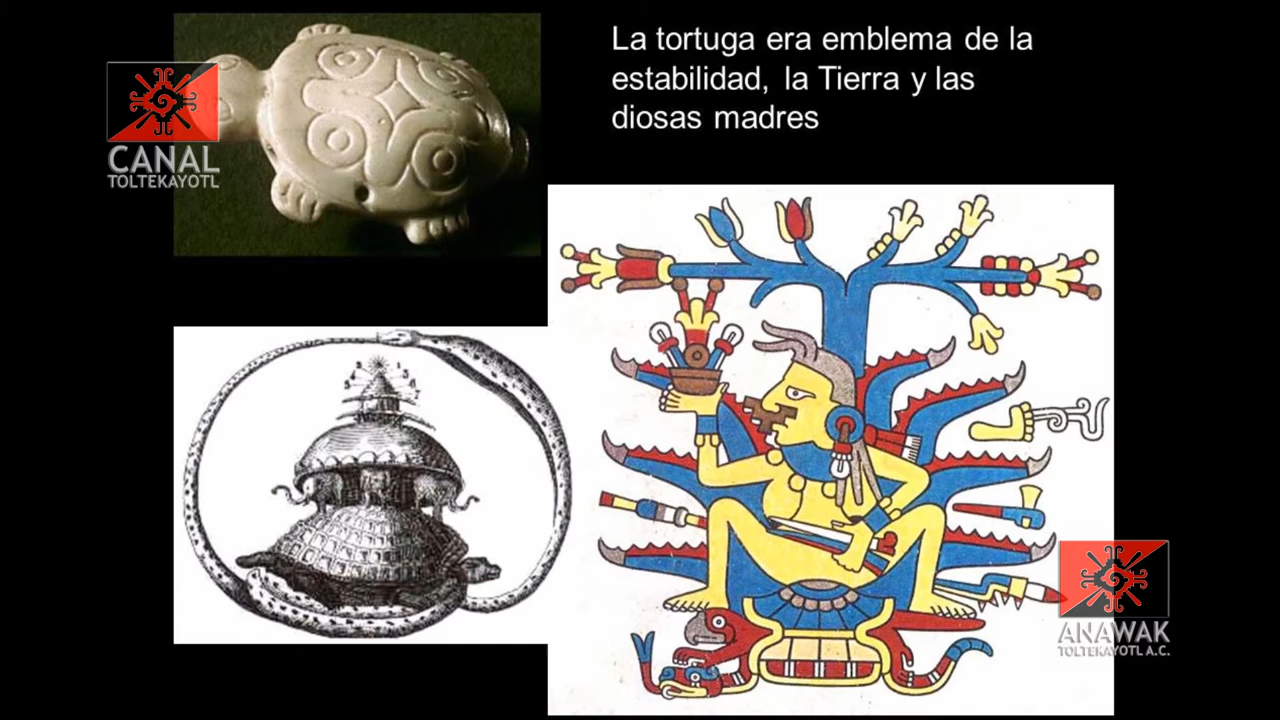 La tortuga era emblema de la
estabilidad, la Tierra y las
diosas madres
CANAL
TOLTEKAYOTL
ANAWAK
TOLTEKAYOTL A.C.